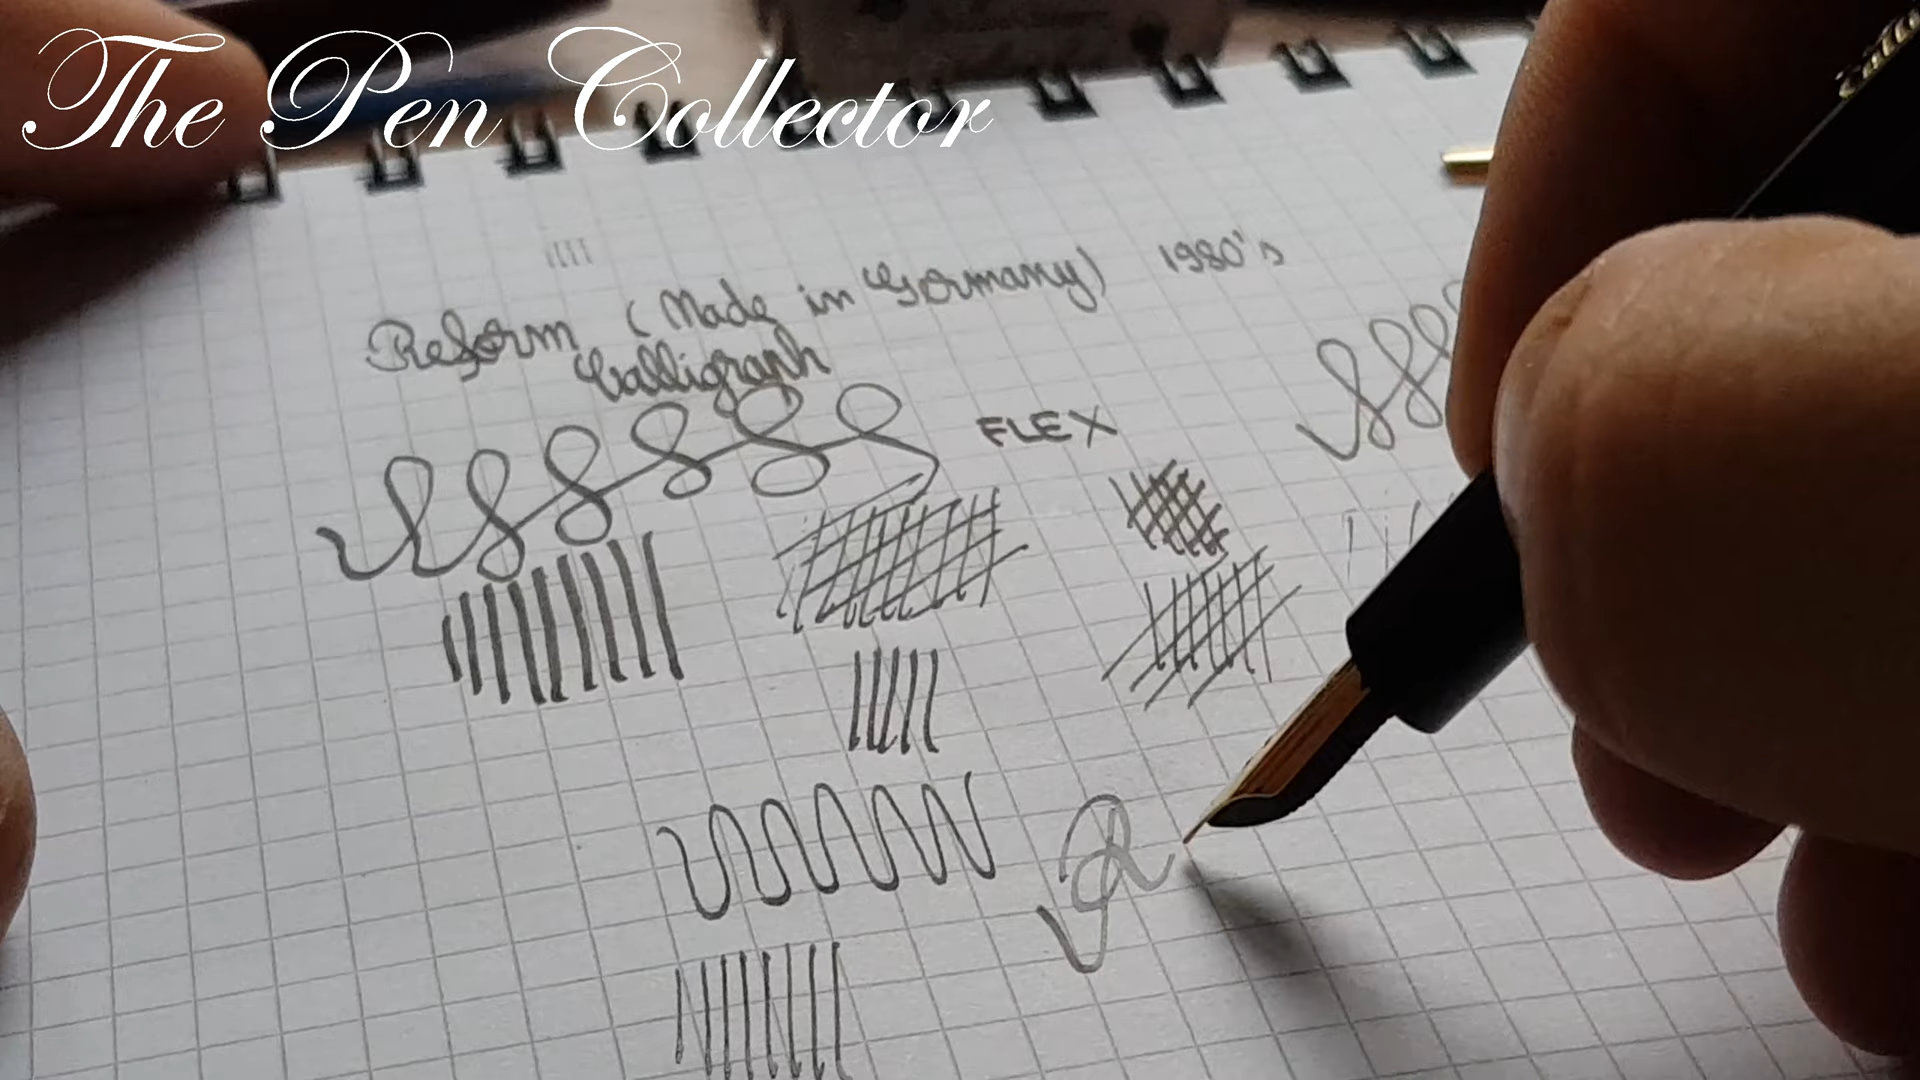 The Pen Collector
Reform (Made in Germany) 1980's
Calligraph
FLEX